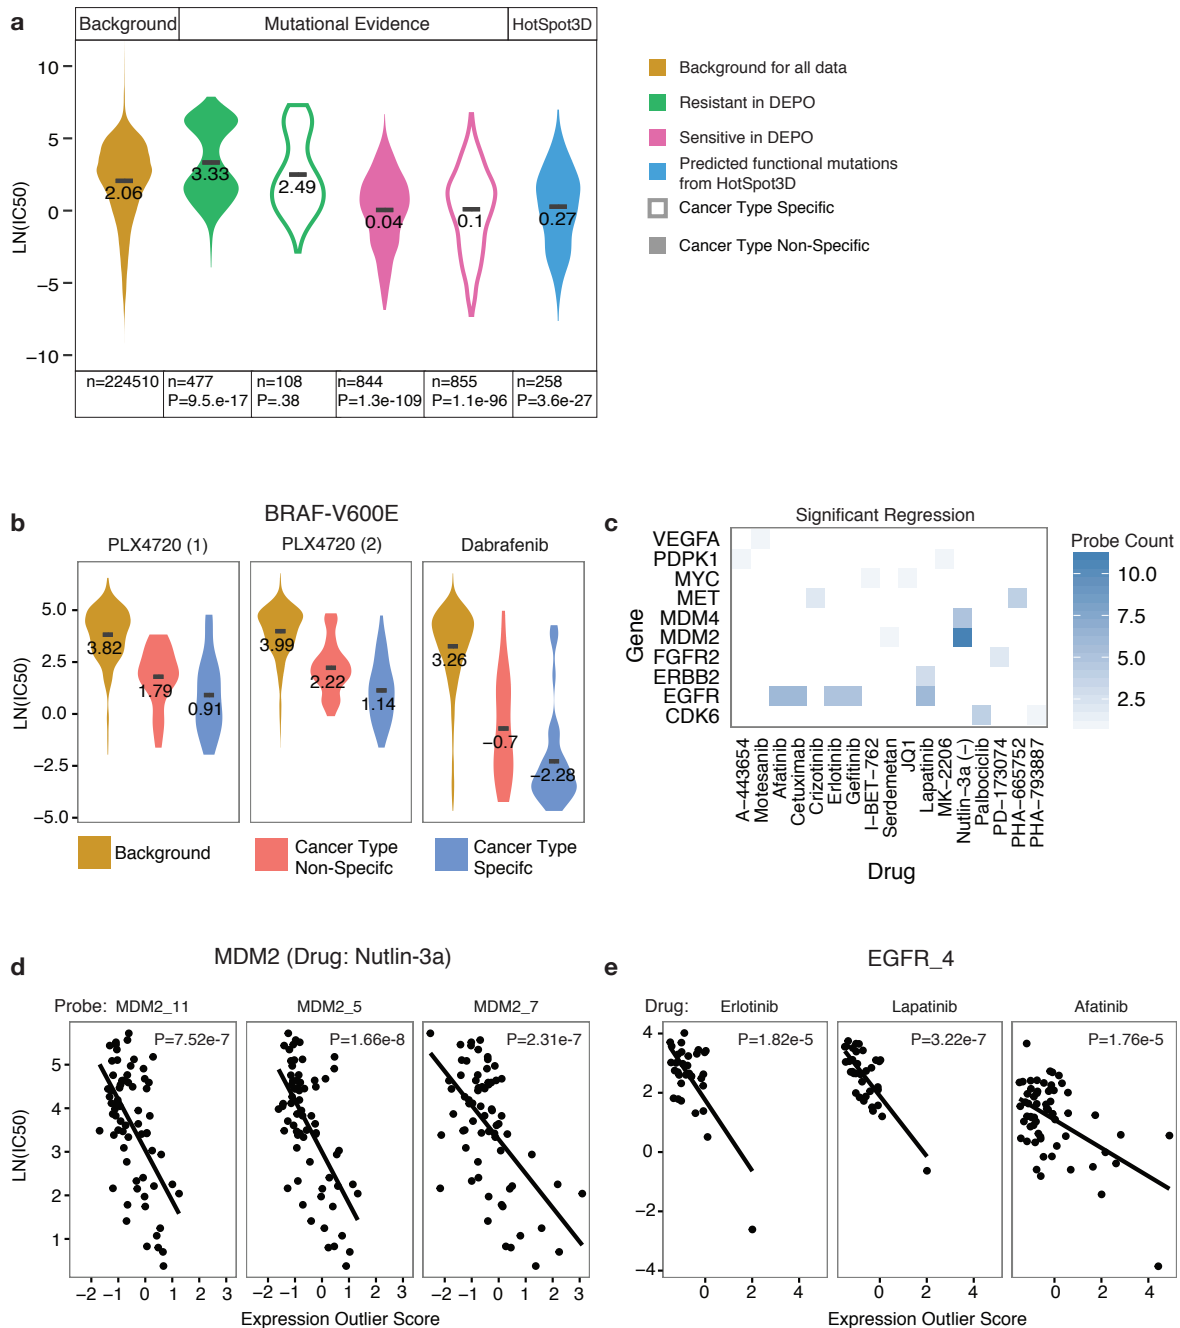 a
Background
Mutational Evidence
HotSpot3D
LN(IC50)
10
5
0
−5
−10
2.06
3.33
2.49
0.04
0.1
0.27
n=224510
n=477
P=9.5.e-17
n=108
P=.38
n=844
P=1.3e-109
n=855
P=1.1e-96
n=258
P=3.6e-27
Background for all data
Resistant in DEPO
Sensitive in DEPO
Predicted functional mutations
from HotSpot3D
Cancer Type Specific
Cancer Type Non-Specific
b
BRAF-V600E
PLX4720 (1)
PLX4720 (2)
Dabrafenib
LN(IC50)
5.0
2.5
0.0
−2.5
−5.0
3.82
1.79
0.91
3.99
2.22
1.14
3.26
−0.7
−2.28
Background
Cancer Type
Non-Specifc
Cancer Type
Specifc
c
Significant Regression
Gene
VEGFA
PDPK1
MYC
MET
MDM4
MDM2
FGFR2
ERBB2
EGFR
CDK6
A−443654
Motesanib
Afatinib
Cetuximab
Crizotinib
Erlotinib
Gefitinib
I−BET−762
Serdemetan
JQ1
Lapatinib
MK−2206
Nutlin−3a (−)
Palbociclib
PD−173074
PHA−665752
PHA−793887
Drug
Probe Count
10.0
7.5
5.0
2.5
d
MDM2 (Drug: Nutlin-3a)
Probe:
MDM2_11
MDM2_5
MDM2_7
P=7.52e-7
P=1.66e-8
P=2.31e-7
LN(IC50)
5
4
3
2
1
−2 −1 0 1 2 3
−2 −1 0 1 2 3
−2 −1 0 1 2 3
Expression Outlier Score
e
EGFR_4
Drug:
Erlotinib
Lapatinib
Afatinib
P=1.82e-5
P=3.22e-7
P=1.76e-5
4
2
0
−2
−4
0 2 4
0 2 4
0 2 4
Expression Outlier Score